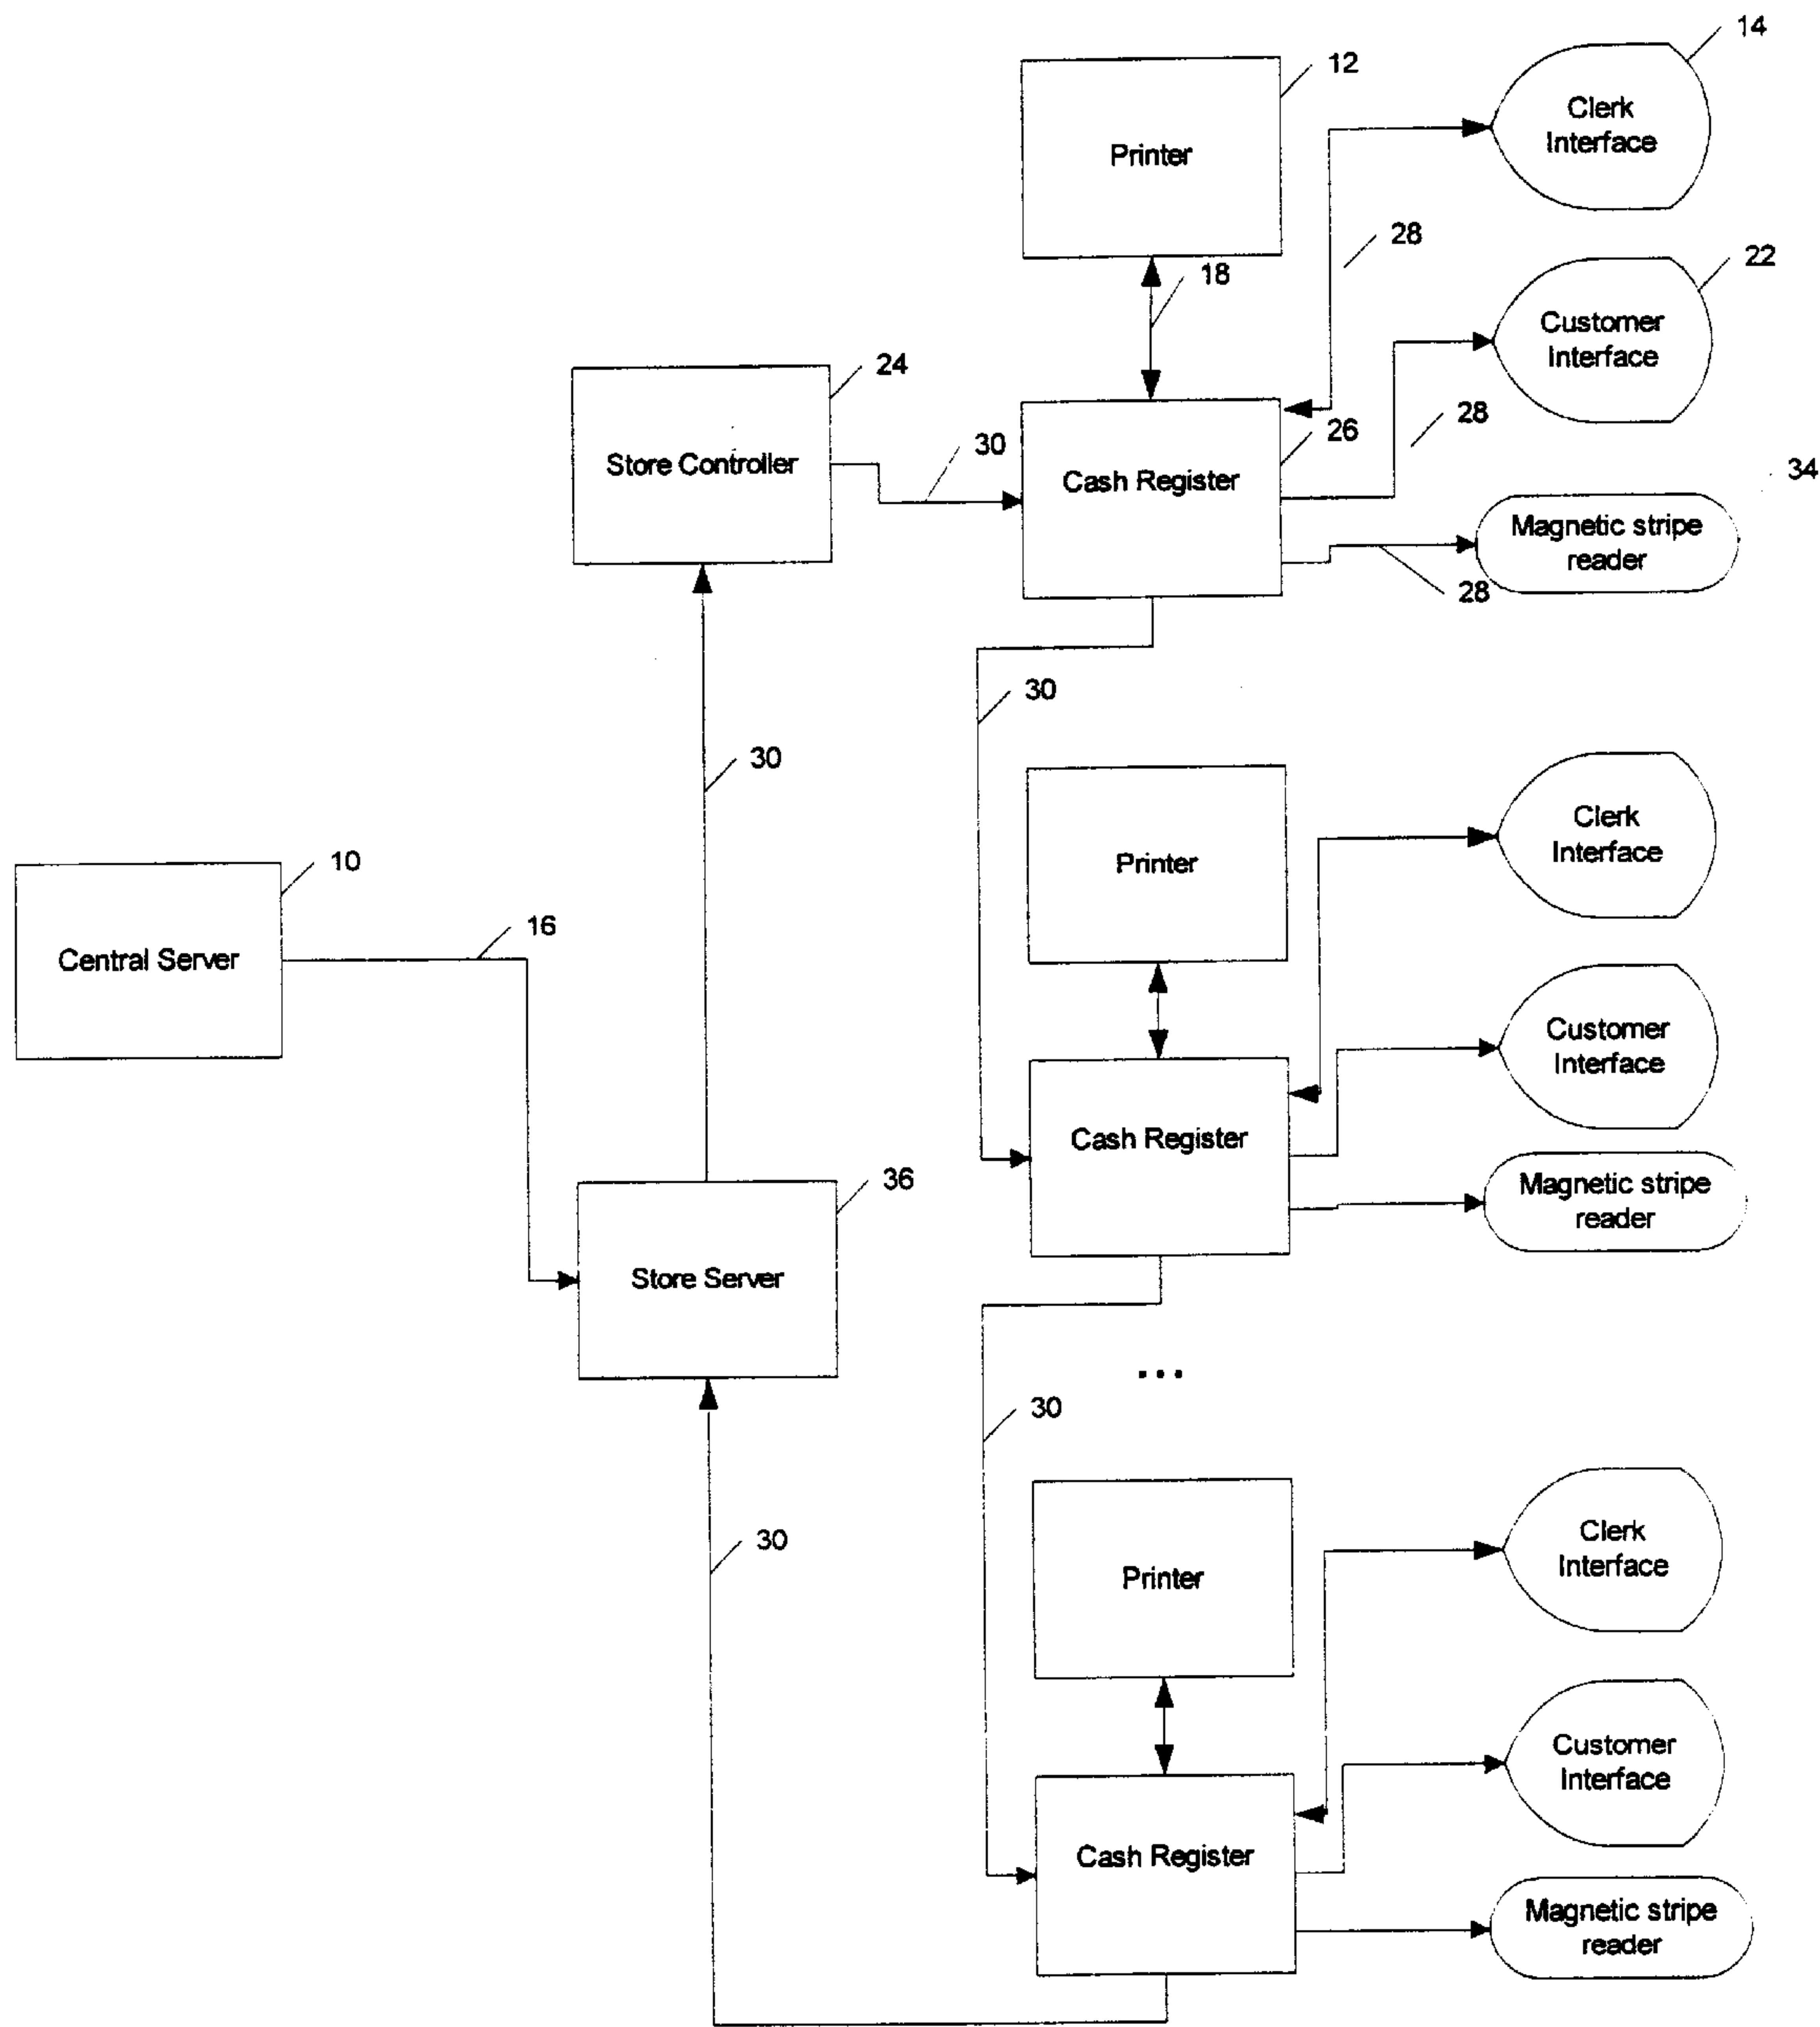 14
12
Clerk
Interface
Printer
28
22
18
Customer
Interface
24
30
26
28
34
Store Controller
Cash Register
Magnetic stripe
reader
28
30
30
Clerk
Interface
10
Printer
16
Central Server
Customer
Interface
Cash Register
36
Magnetic stripe
reader
Store Server
...
30
30
Clerk
Interface
Printer
Customer
Interface
Cash Register
Magnetic stripe
reader